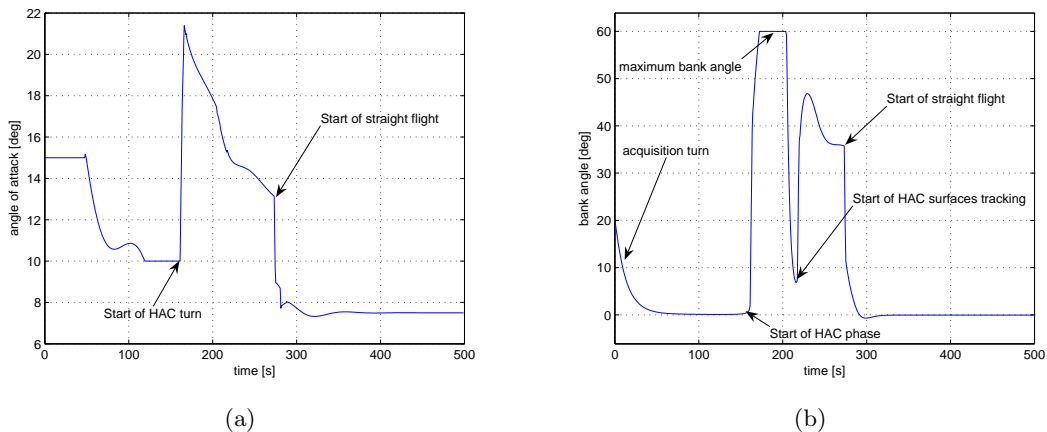 22
20
18
16
14
12
10
8
6
angle of attack [deg]
Start of straight flight
Start of HAC turn
0
100
200
300
400
500
time [s]
(a)
60
50
40
30
20
10
0
bank angle [deg]
maximum bank angle
Start of straight flight
acquisition turn
Start of HAC surfaces tracking
Start of HAC phase
0
100
200
300
400
500
time [s]
(b)